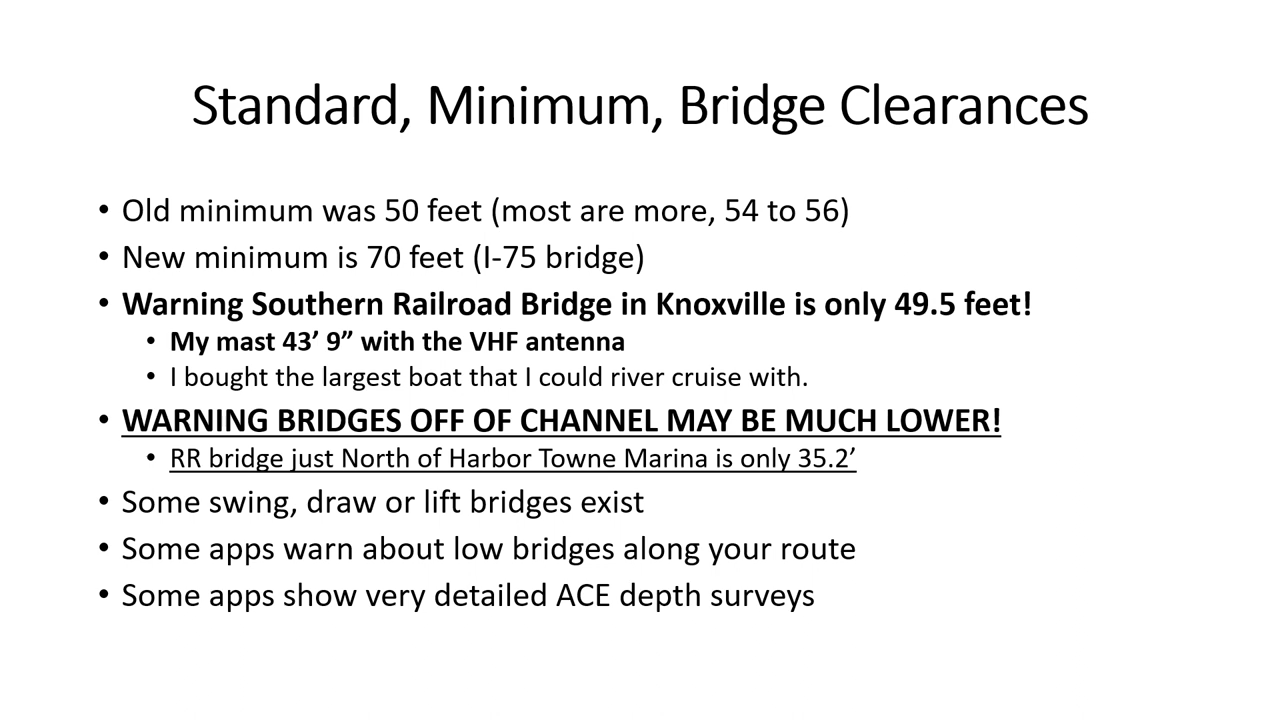 Standard, Minimum, Bridge Clearances
• Old minimum was 50 feet (most are more, 54 to 56)
• New minimum is 70 feet (I-75 bridge)
• Warning Southern Railroad Bridge in Knoxville is only 49.5 feet!
• My mast 43’ 9” with the VHF antenna
• I bought the largest boat that I could river cruise with.
• WARNING BRIDGES OFF OF CHANNEL MAY BE MUCH LOWER!
• RR bridge just North of Harbor Towne Marina is only 35.2’
• Some swing, draw or lift bridges exist
• Some apps warn about low bridges along your route
• Some apps show very detailed ACE depth surveys